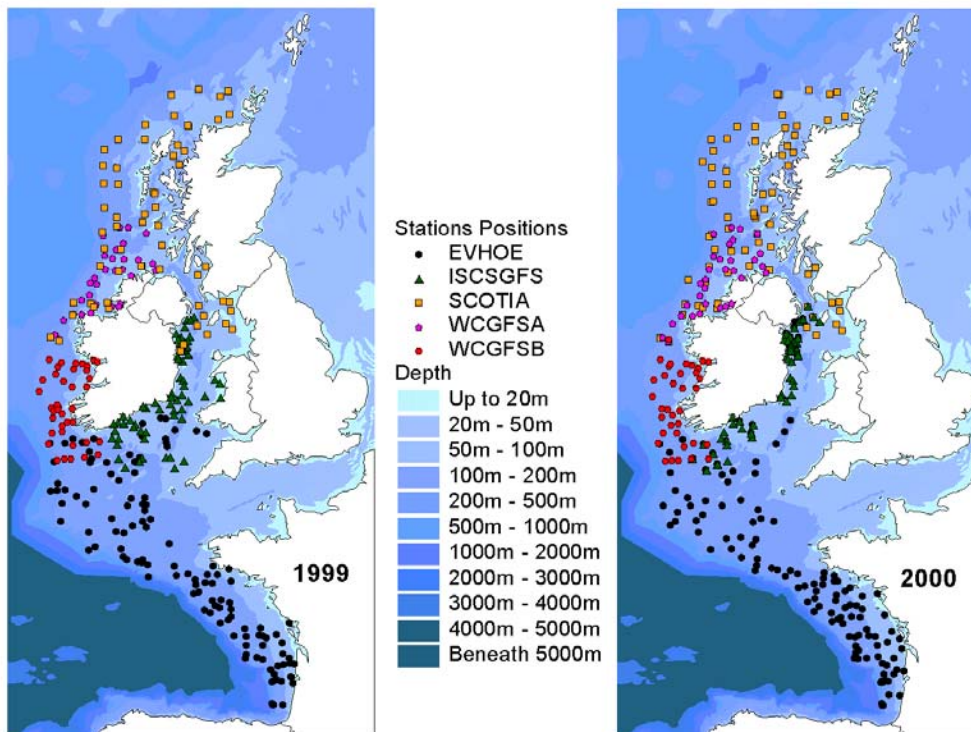 Stations Positions
EVHOE
ISCSGFS
SCOTIA
WCGFSA
WCGFSB
Depth
Up to 20m
20m - 50m
50m - 100m
100m - 200m
200m - 500m
500m - 1000m
1000m - 2000m
2000m - 3000m
3000m - 4000m
4000m - 5000m
Beneath 5000m
1999
2000